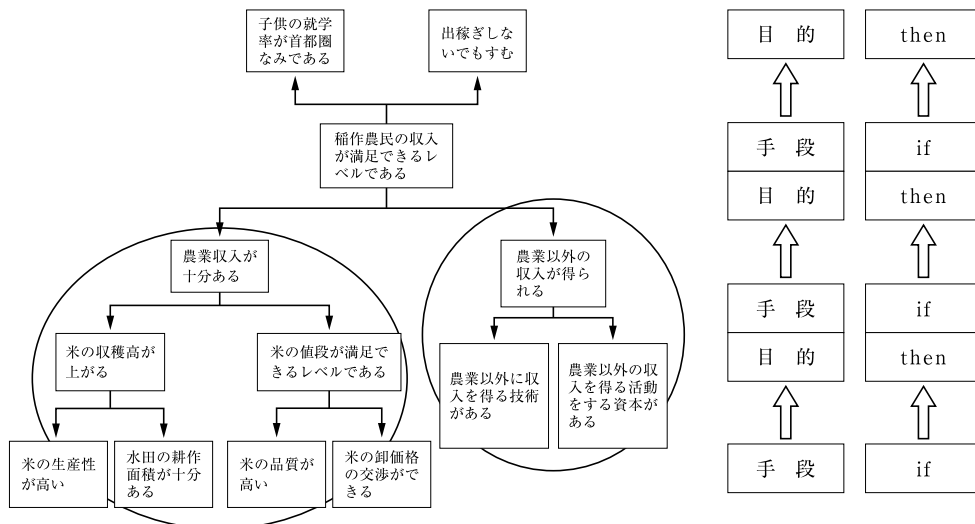 子供の就学
率が首都圏
なみである
出稼ぎしな
いでもすむ
稲作農民の収入
が満足できるレ
ベルである
農業収入が
十分ある
農業以外の
収入が得ら
れる
米の収穫高が
上がる
米の値段が満足で
きるレベルである
農業以外に収
入を得る技術
がある
農業以外の収
入を得る活動
をする資本が
ある
米の生産性
が高い
水田の耕作
面積が十分
ある
米の品質が
高い
米の卸価格
の交渉がで
きる
目 的
then
手 段
if
目 的
then
手 段
if
目 的
then
手 段
if